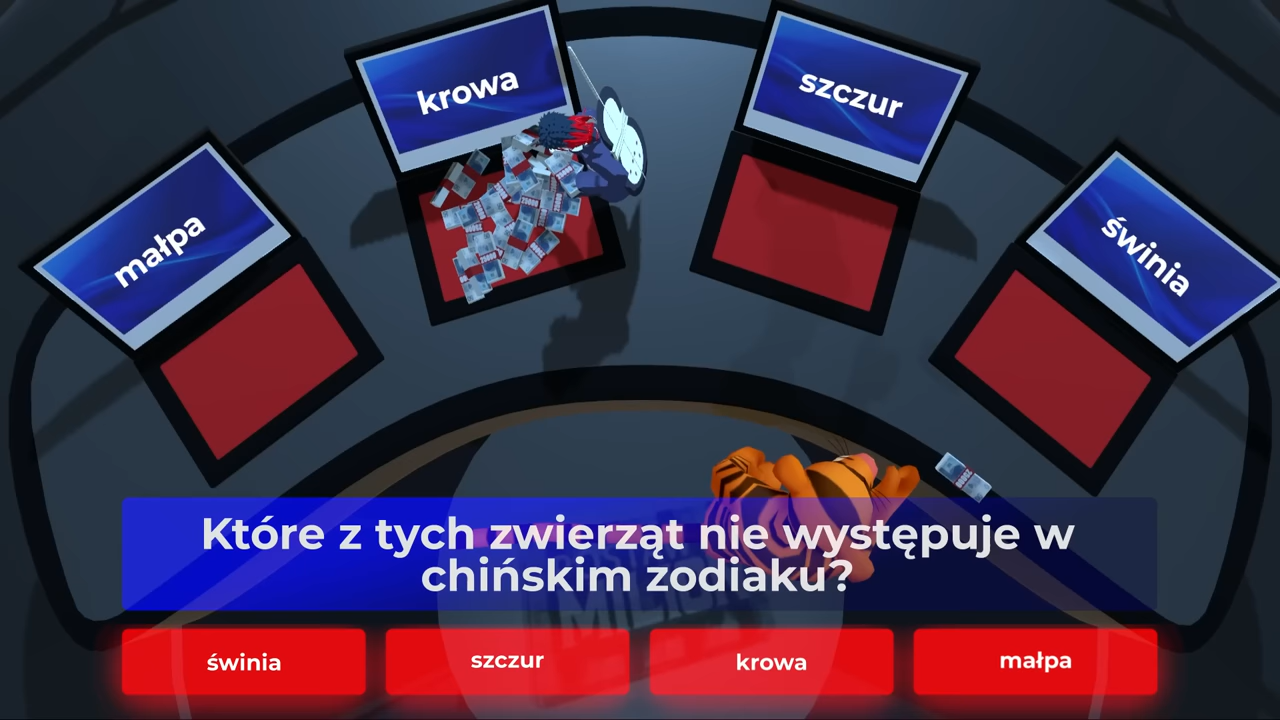 krowa
szczur
małpa
świnia
Które z tych zwierząt nie występuje w
chińskim zodiaku?
świnia
szczur
krowa
małpa